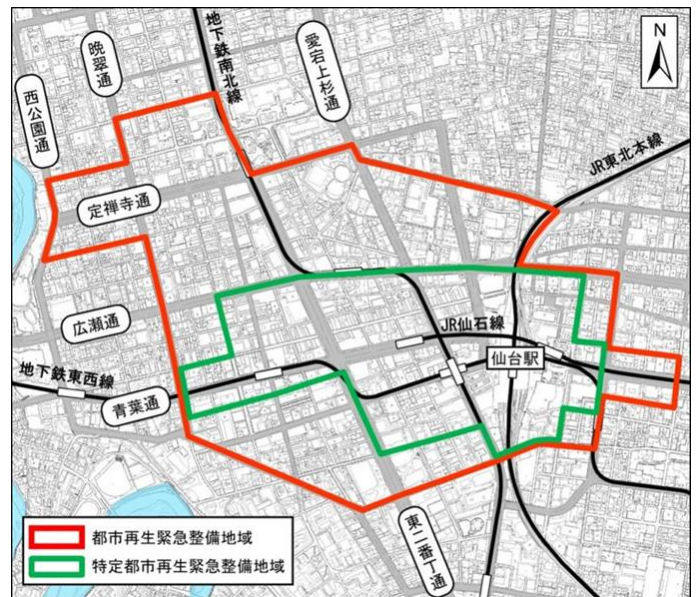 地下鉄南北線
N
晩翠通
愛宕上杉通
西公園通
JR東北本線
定禅寺通
広瀬通
JR仙石線
仙台駅
地下鉄東西線
青葉通
東二番丁通
都市再生緊急整備地域
特定都市再生緊急整備地域